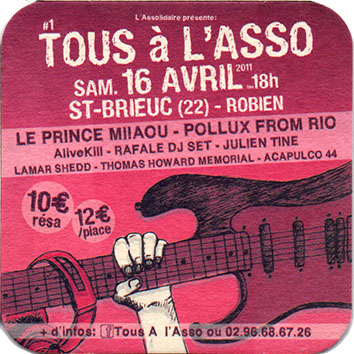 L'Assolidaire présente:
#1
TOUS à L'ASSO
SAM. 16 AVRIL 2011 18h
ST-BRIEUC (22) - ROBIEN
LE PRINCE MIIAOU - POLLUX FROM RIO
AliveKill - RAFALE DJ SET - JULIEN TINE
LAMAR SHEDD - THOMAS HOWARD MEMORIAL - ACAPULCO 44
10€
résa
12€
/place
+ d'infos: f Tous A l'Asso ou 02.96.68.67.26